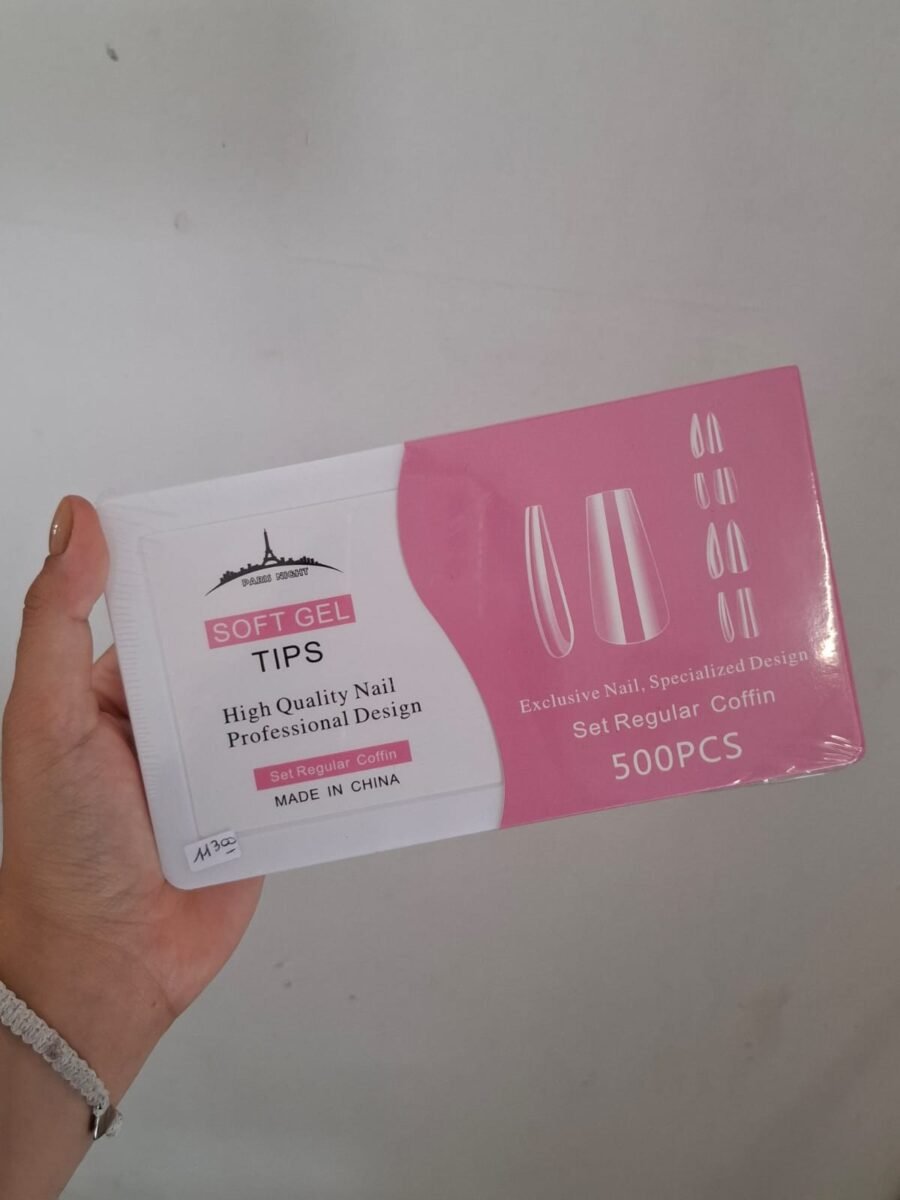 PARIS NIGHT
SOFT GEL
TIPS
High Quality Nail
Professional Design
Set Regular Coffin
MADE IN CHINA
11300
Exclusive Nail, Specialized Design
Set Regular Coffin
500PCS